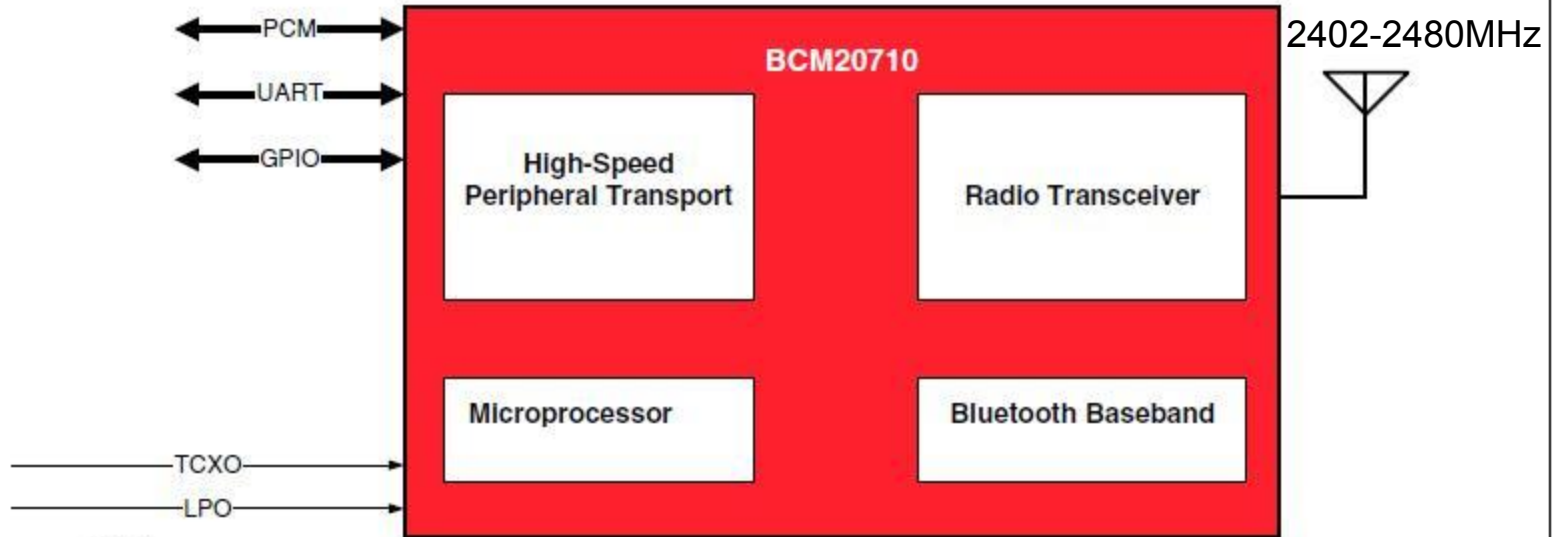 PCM
UART
GPIO
TCXO
LPO
BCM20710
High-Speed
Peripheral Transport
Radio Transceiver
Microprocessor
Bluetooth Baseband
2402-2480MHz